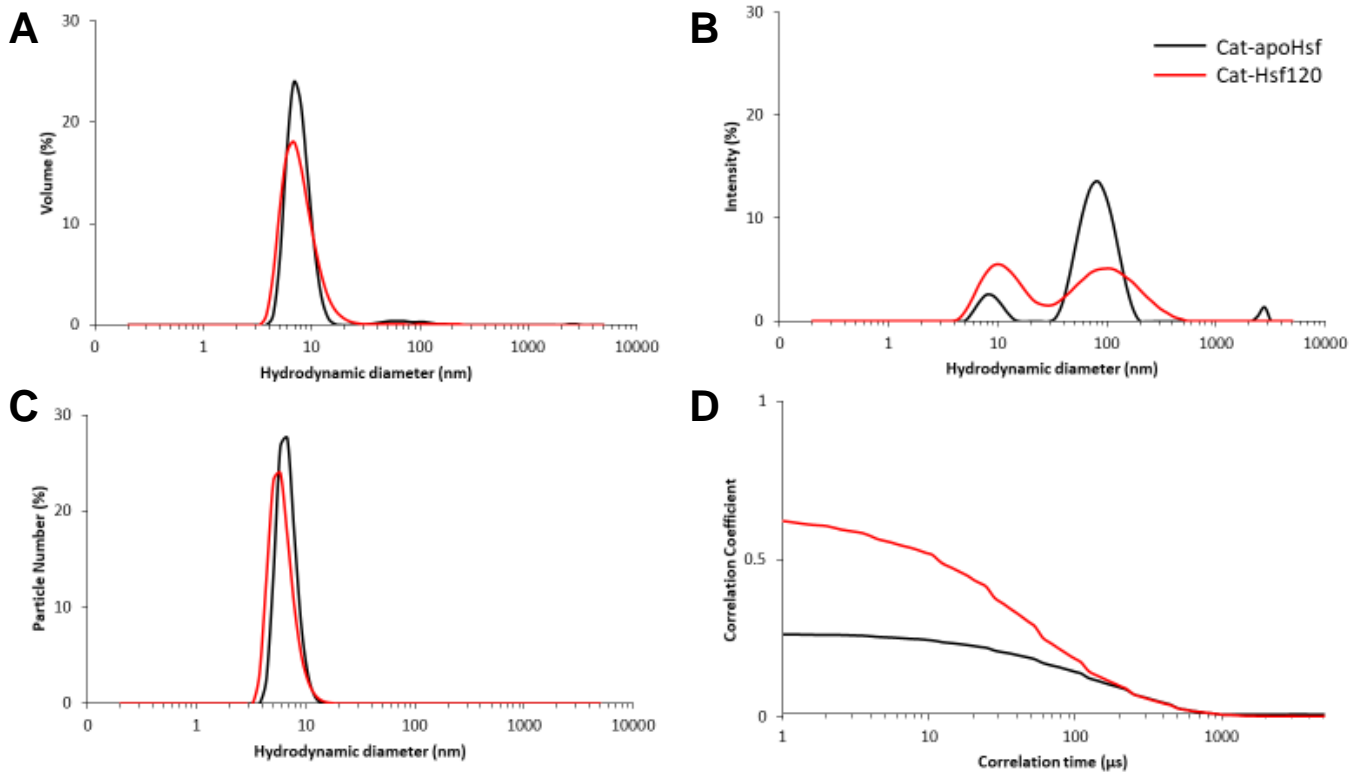 A
30
20
10
0
Volume (%)
0 1 10 100 1000 10000
Hydrodynamic diameter (nm)
B
30
20
10
0
Intensity (%)
0 1 10 100 1000 10000
Hydrodynamic diameter (nm)
Cat-apoHsf
Cat-Hsf120
C
30
20
10
0
Particle Number (%)
0 1 10 100 1000 10000
Hydrodynamic diameter (nm)
D
1
0.5
0
Correlation Coefficient
1 10 100 1000
Correlation time (µs)